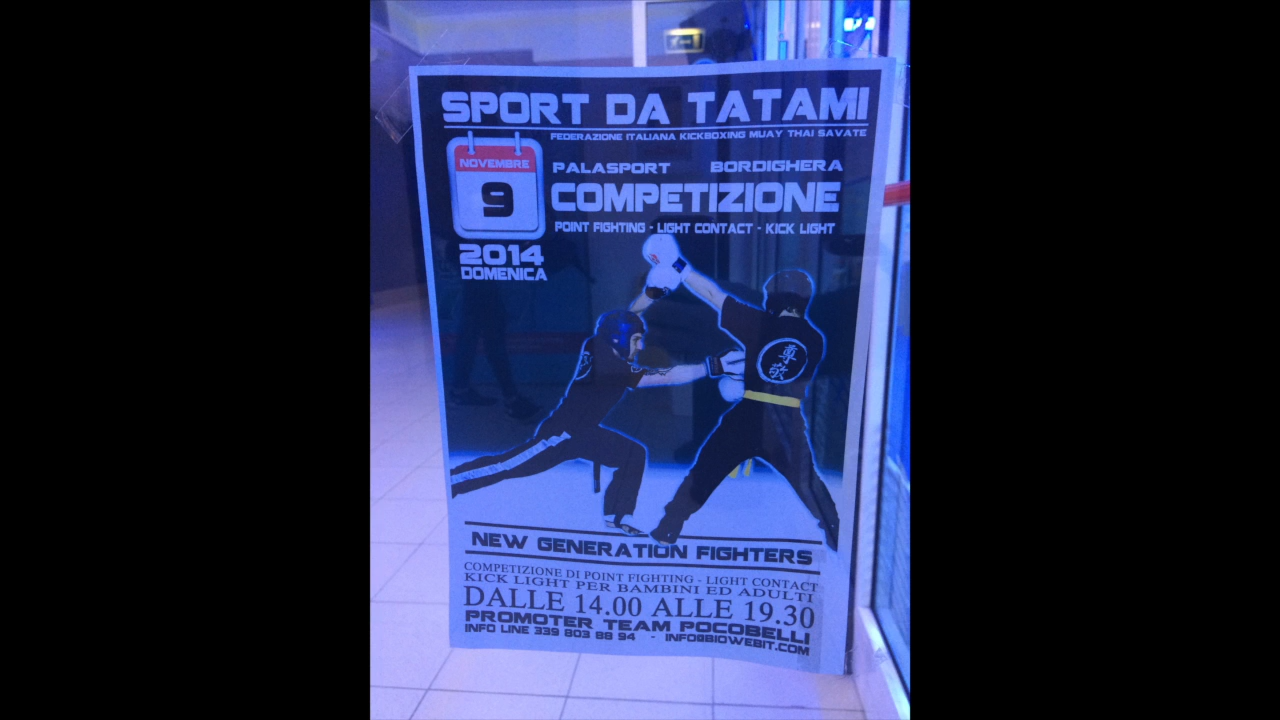 SPORT DA TATAMI
FEDERAZIONE ITALIANA KICKBOXING MUAY THAI SAVATE
NOVEMBRE
9
2014
DOMENICA
PALASPORT BORDIGHERA
COMPETIZIONE
POINT FIGHTING - LIGHT CONTACT - KICK LIGHT
尊
敬
NEW GENERATION FIGHTERS
COMPETIZIONE DI POINT FIGHTING - LIGHT CONTACT
KICK LIGHT PER BAMBINI ED ADULTI
DALLE 14.00 ALLE 19.30
PROMOTER TEAM POCOBELLI
INFO LINE 339 803 88 94 - INFO@BIOWEBIT.COM